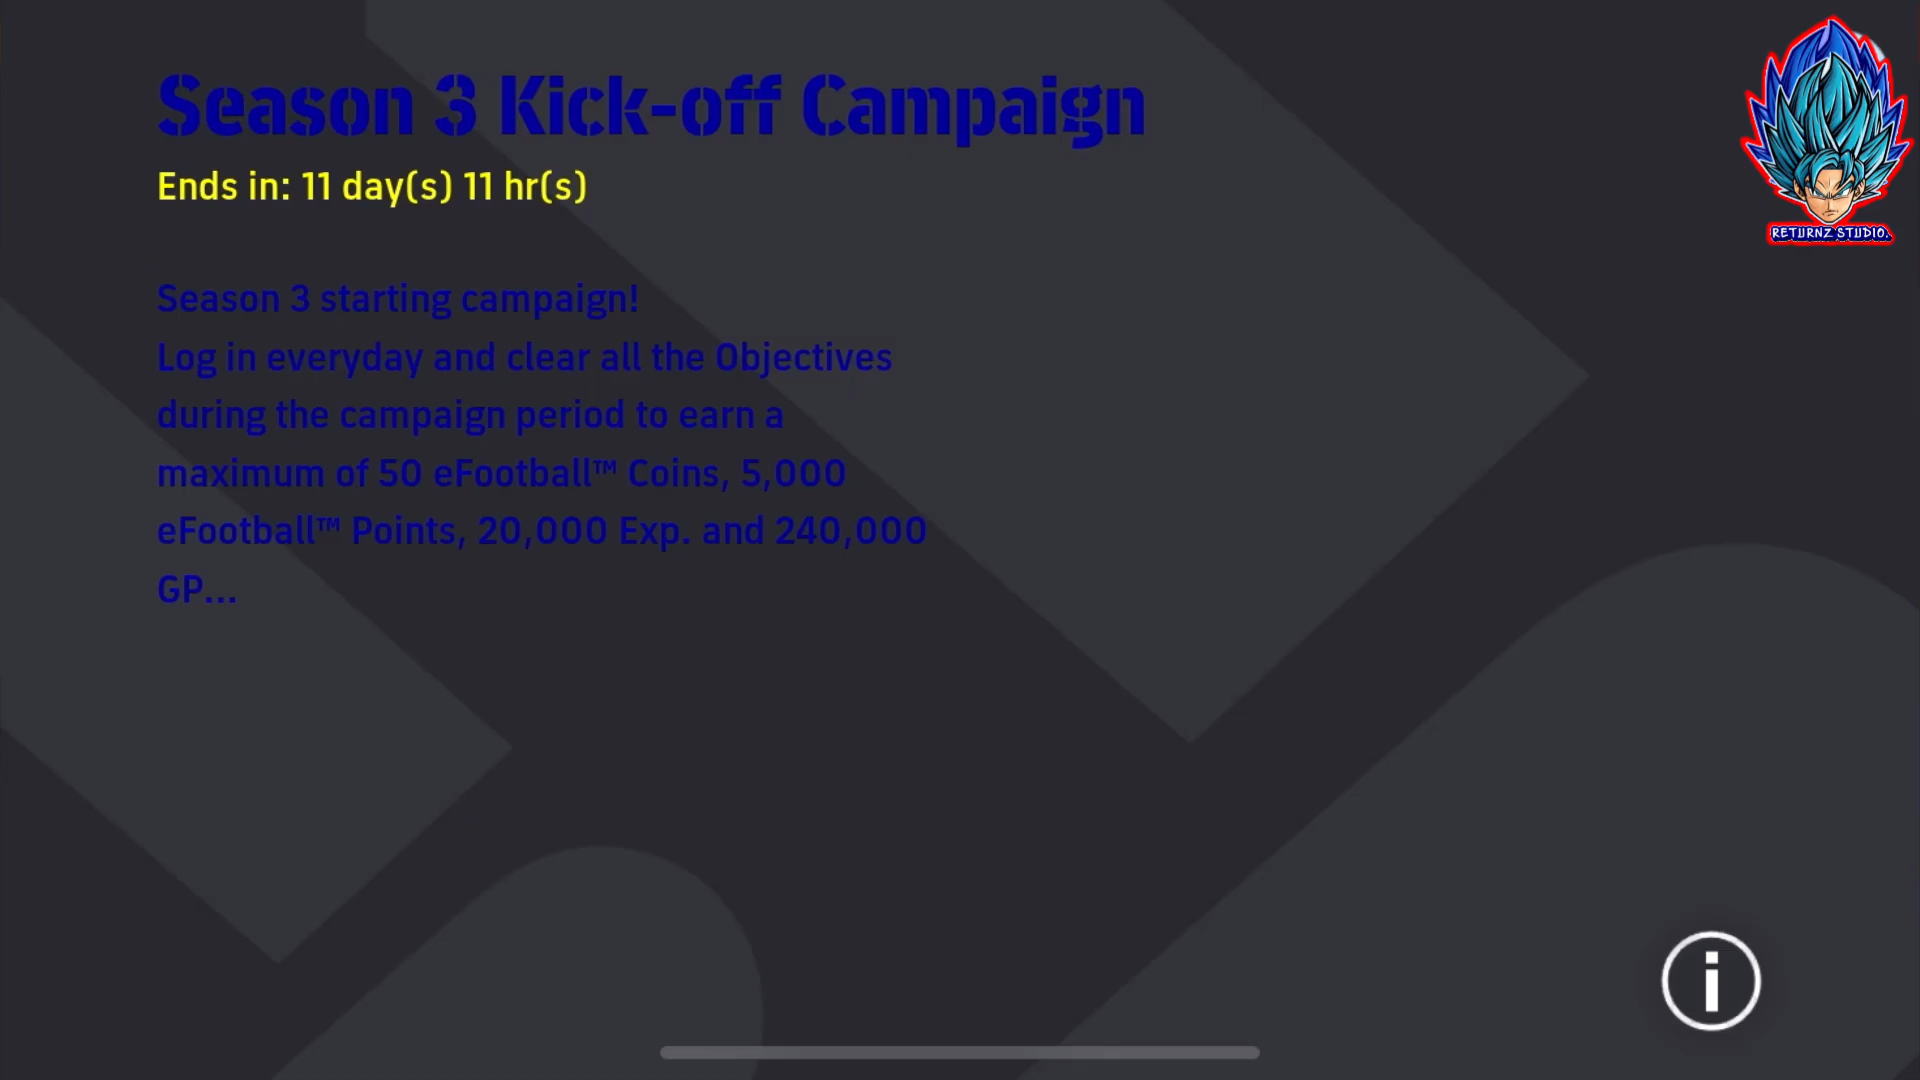 Season 3 Kick-off Campaign
Ends in: 11 day(s) 11 hr(s)
Season 3 starting campaign!
Log in everyday and clear all the Objectives
during the campaign period to earn a
maximum of 50 eFootball™ Coins, 5,000
eFootball™ Points, 20,000 Exp. and 240,000
GP...
RETURNZ STUDIO.